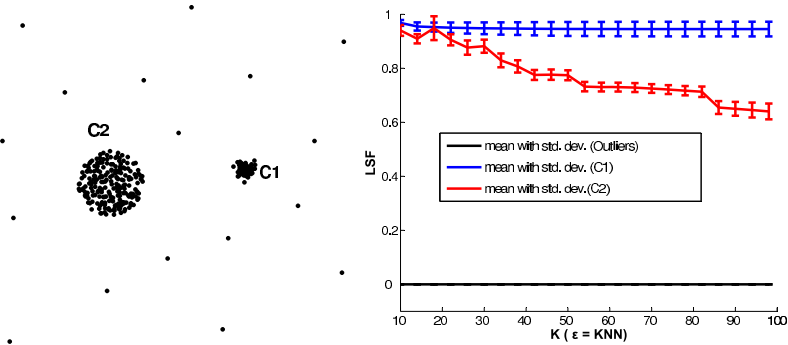 C2
C1
LSF
1
0.8
0.6
0.4
0.2
0
mean with std. dev. (Outliers)
mean with std. dev. (C1)
mean with std. dev.(C2)
10 20 30 40 50 60 70 80 90 100
K ( ε = KNN)